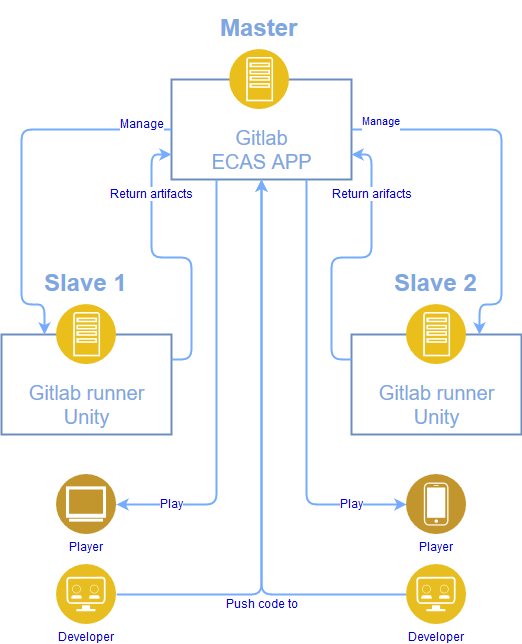 Master
Gitlab
ECAS APP
Manage
Manage
Return artifacts
Return arifacts
Slave 1
Slave 2
Gitlab runner
Unity
Gitlab runner
Unity
Play
Play
Player
Player
Push code to
Developer
Developer